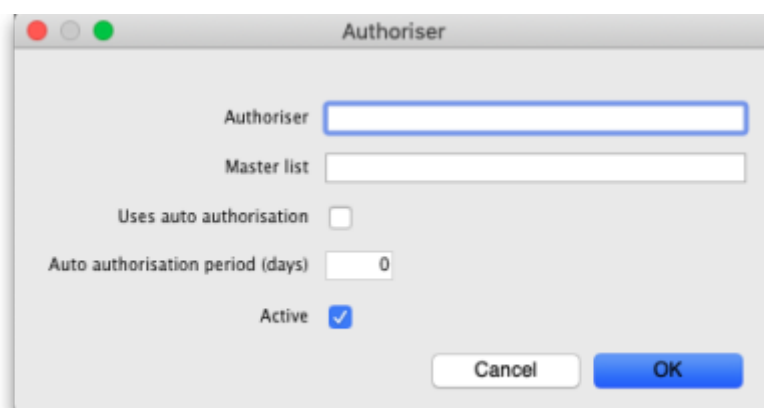 Authoriser
Authoriser
Master list
Uses auto authorisation
Auto authorisation period (days) 0
Active
Cancel OK